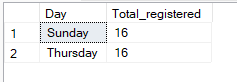 Day Total_registered
1 Sunday 16
2 Thursday 16